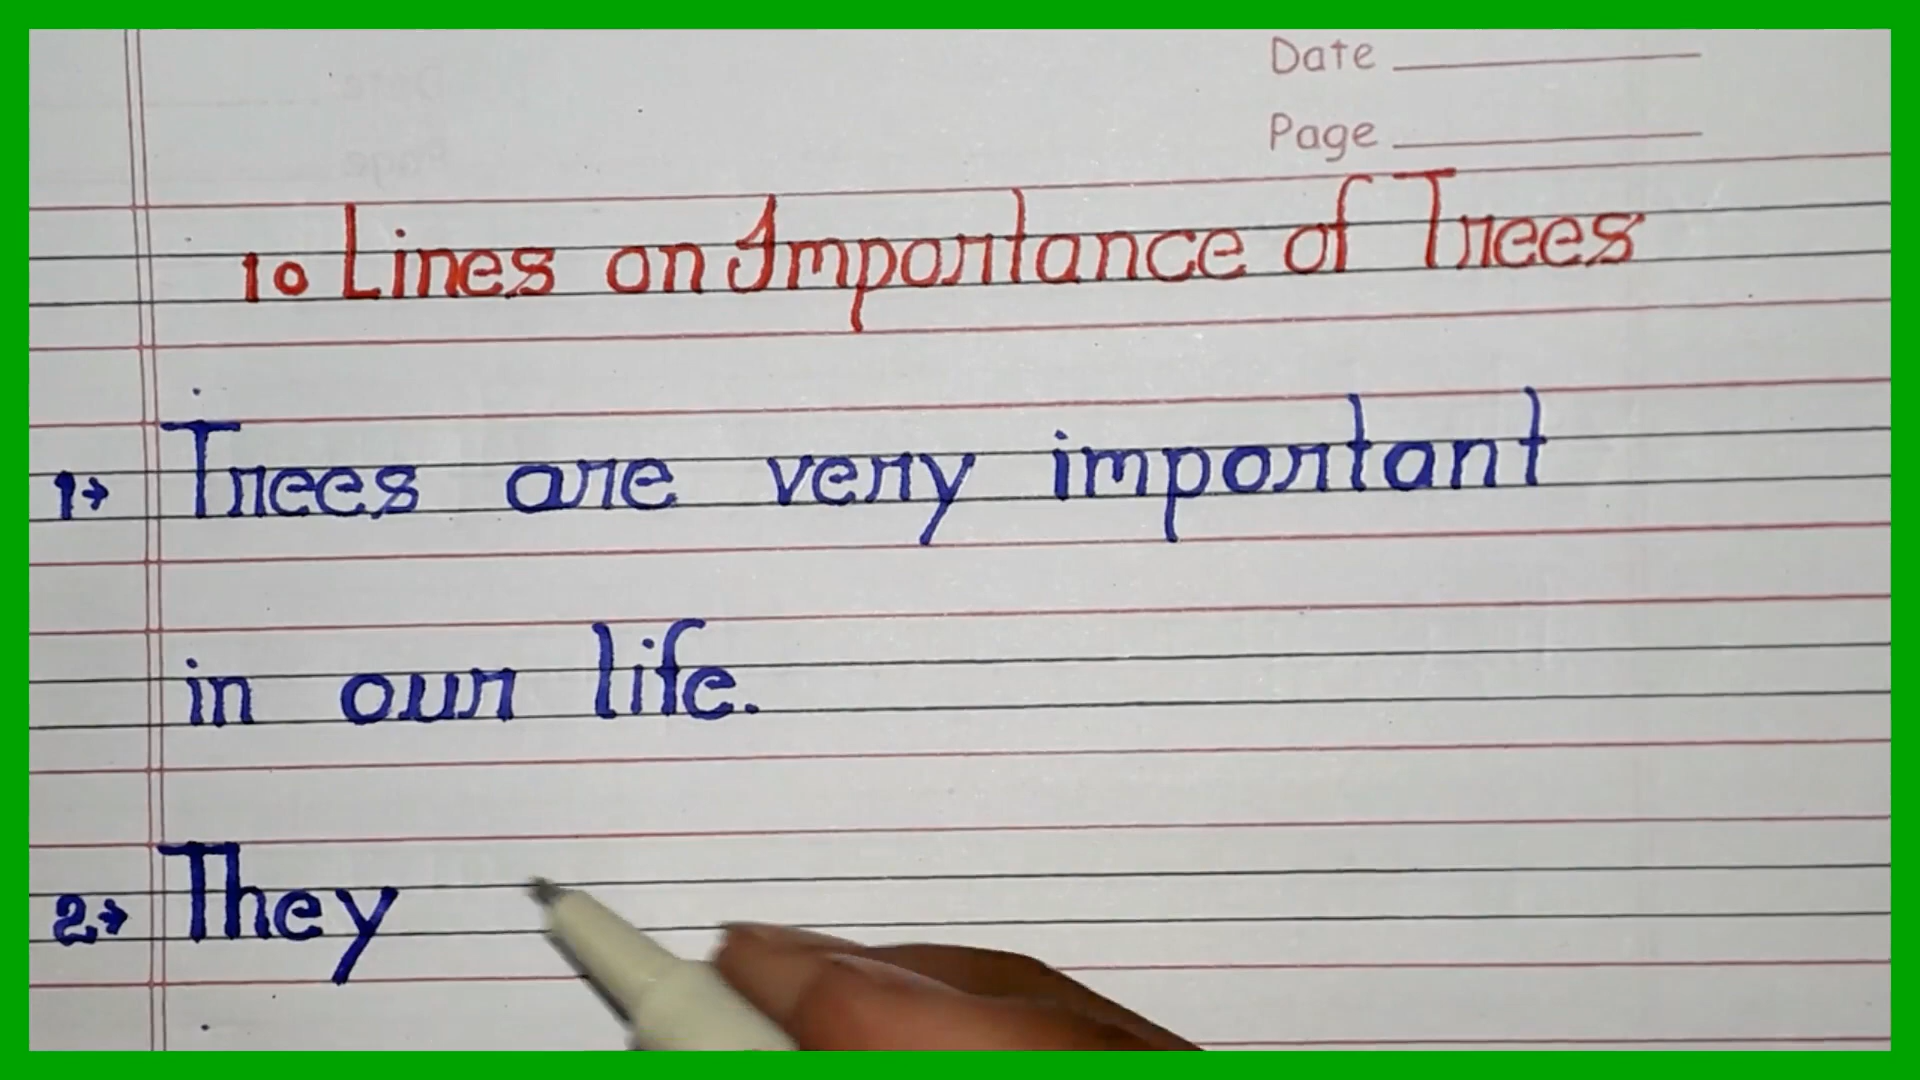 Date
Page
10 Lines on Importance of Trees
1→ Trees are very important
in our life.
2→ They